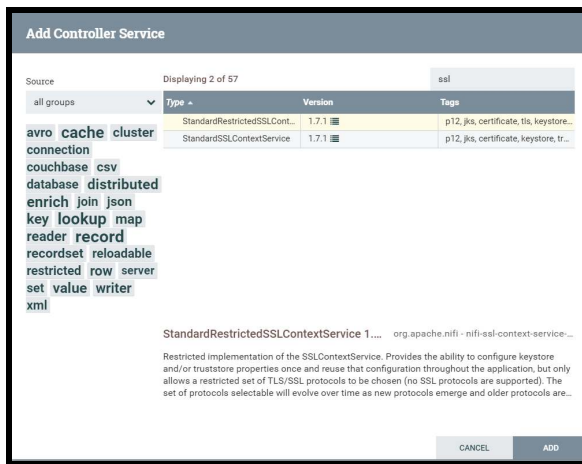 Add Controller Service
Source
Displaying 2 of 57
ssl
all groups
Type
Version
Tags
StandardRestrictedSSLCont...
1.7.1
p12, jks, certificate, tls, keystore...
StandardSSLContextService
1.7.1
p12, jks, certificate, keystore, tr...
avro cache cluster
connection
couchbase csv
database distributed
enrich join json
key lookup map
reader record
recordset reloadable
restricted row server
set value writer
xml
StandardRestrictedSSLContextService 1....
org.apache.nifi - nifi-ssl-context-service-...
Restricted implementation of the SSLContextService. Provides the ability to configure keystore
and/or truststore properties once and reuse that configuration throughout the application, but only
allows a restricted set of TLS/SSL protocols to be chosen (no SSL protocols are supported). The
set of protocols selectable will evolve over time as new protocols emerge and older protocols are...
CANCEL
ADD